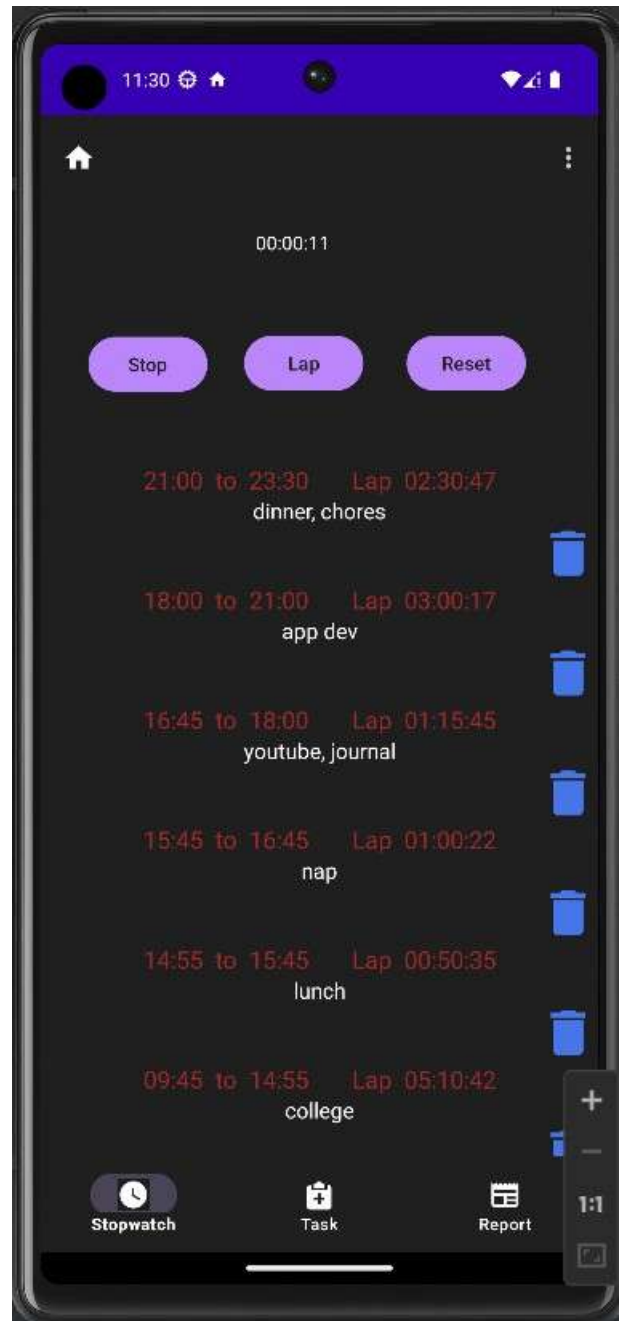 11:30
00:00:11
Stop Lap Reset
21:00 to 23:30 Lap 02:30:47
dinner, chores
18:00 to 21:00 Lap 03:00:17
app dev
16:45 to 18:00 Lap 01:15:45
youtube, journal
15:45 to 16:45 Lap 01:00:22
nap
14:55 to 15:45 Lap 00:50:35
lunch
09:45 to 14:55 Lap 05:10:42
college
1:1
Stopwatch Task Report